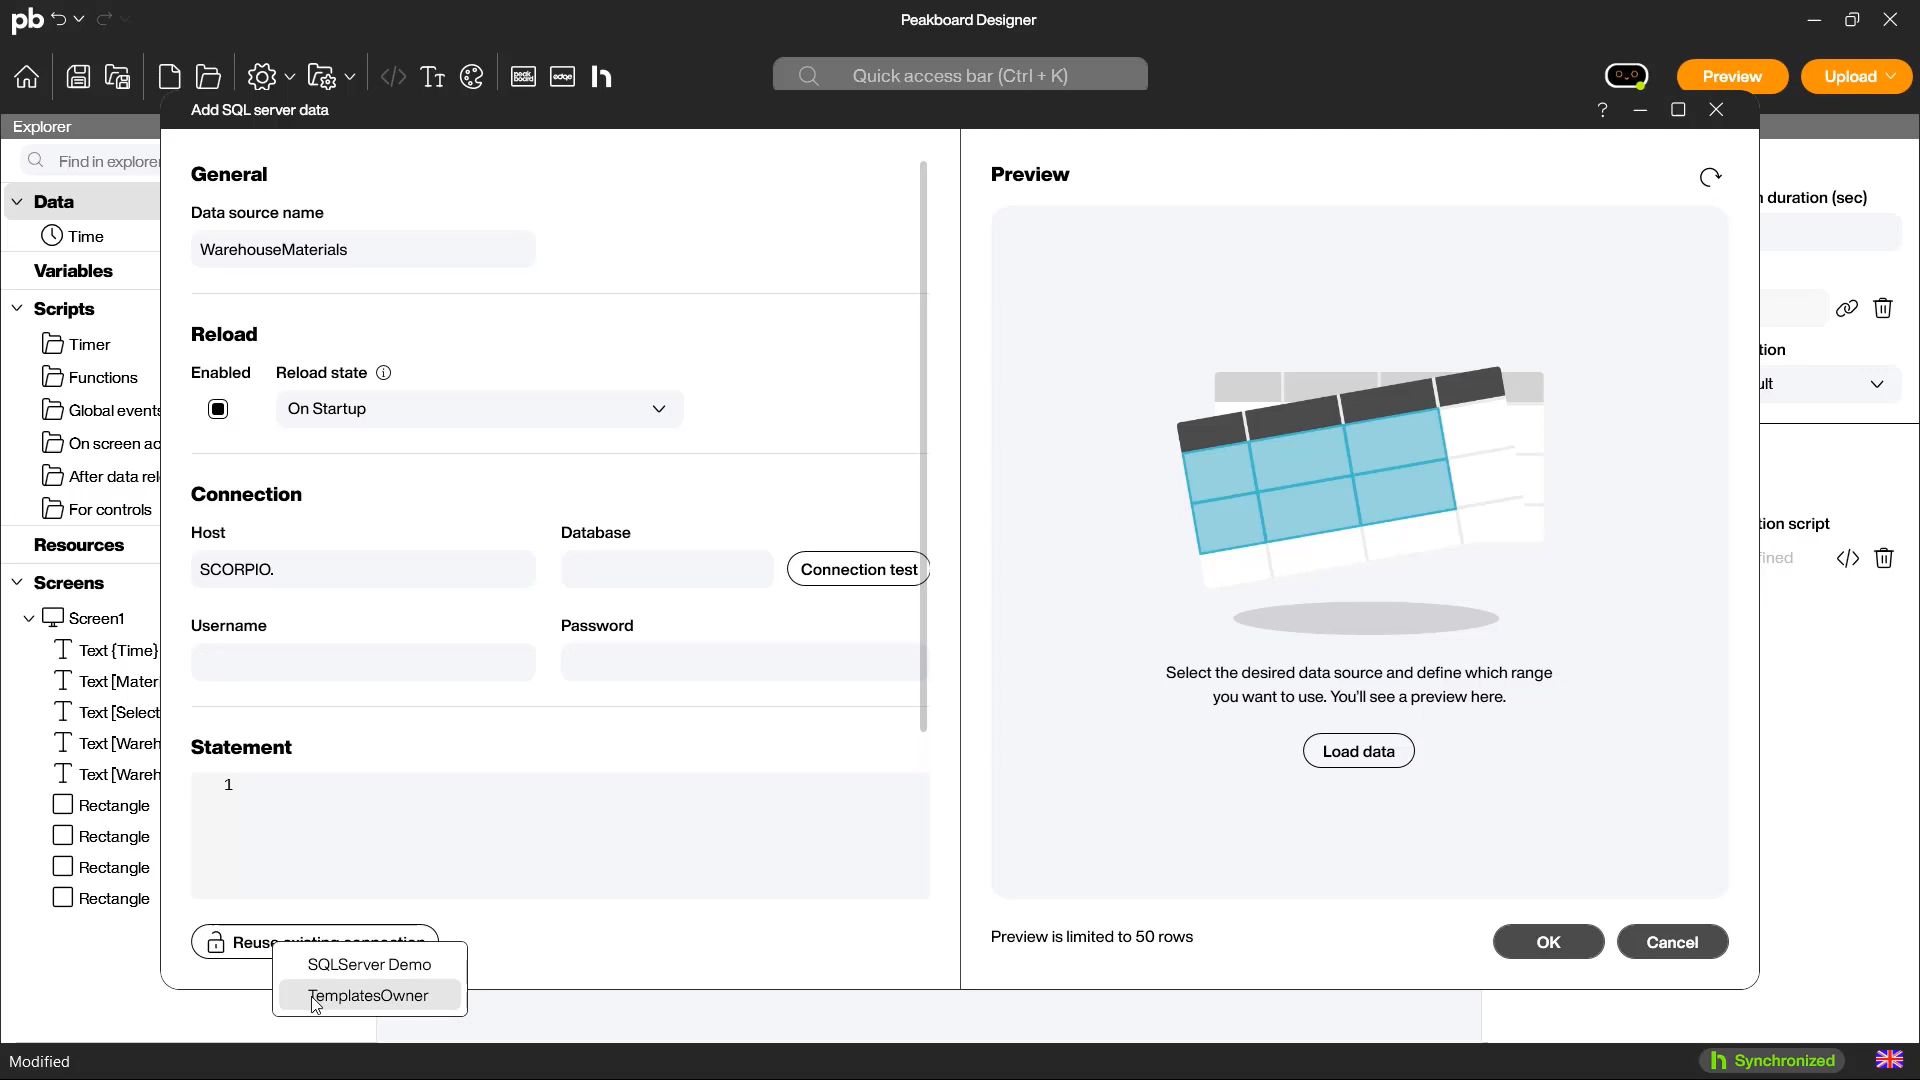 pb
Peakboard Designer
Quick access bar (Ctrl + K)
Preview
Upload
Add SQL server data
?
Explorer
Find in explorer
Data
Time
Variables
Scripts
Timer
Functions
Global events
On screen ac
After data rel
For controls
Resources
Screens
Screen1
Text {Time}
Text [Mater
Text [Select
Text [Wareh
Text [Wareh
Rectangle
Rectangle
Rectangle
Rectangle
General
Data source name
WarehouseMaterials
Reload
Enabled
Reload state
On Startup
Connection
Host
Database
SCORPIO.
Connection test
Username
Password
Statement
1
Reuse existing connection
SQLServer Demo
TemplatesOwner
Preview
Select the desired data source and define which range
you want to use. You'll see a preview here.
Load data
Preview is limited to 50 rows
OK
Cancel
duration (sec)
tion
ult
tion script
ined
Modified
Synchronized